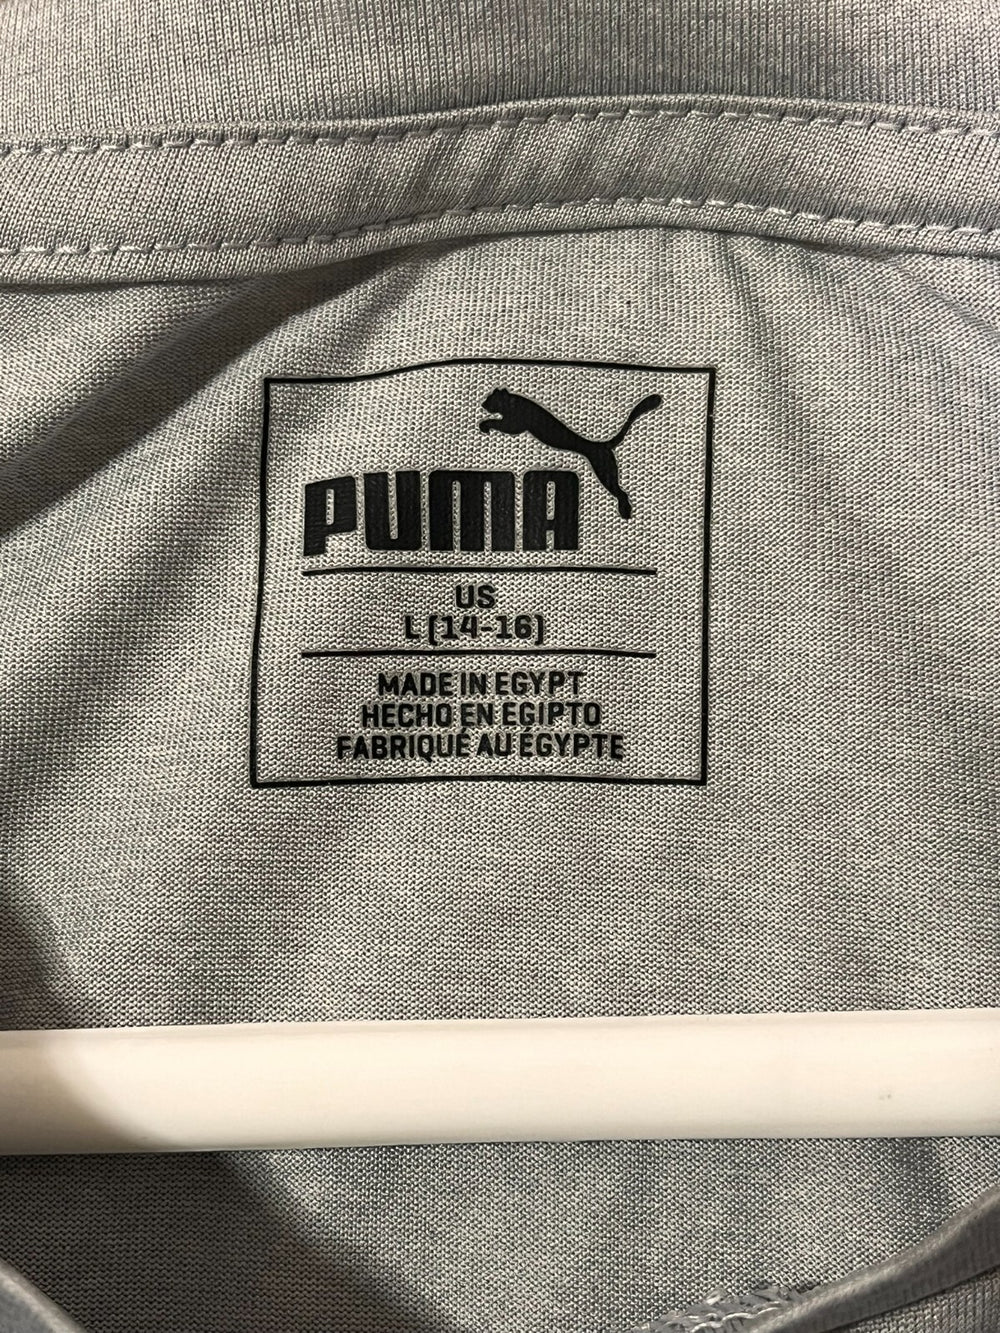 PUMA
US
L (14-16)
MADE IN EGYPT
HECHO EN EGIPTO
FABRIQUÉ AU ÉGYPTE